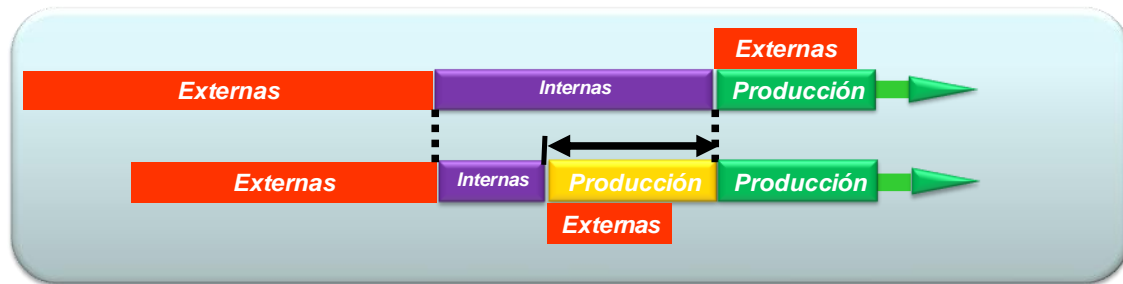 Externas
Externas
Internas
Producción
Externas
Internas
Producción
Producción
Externas